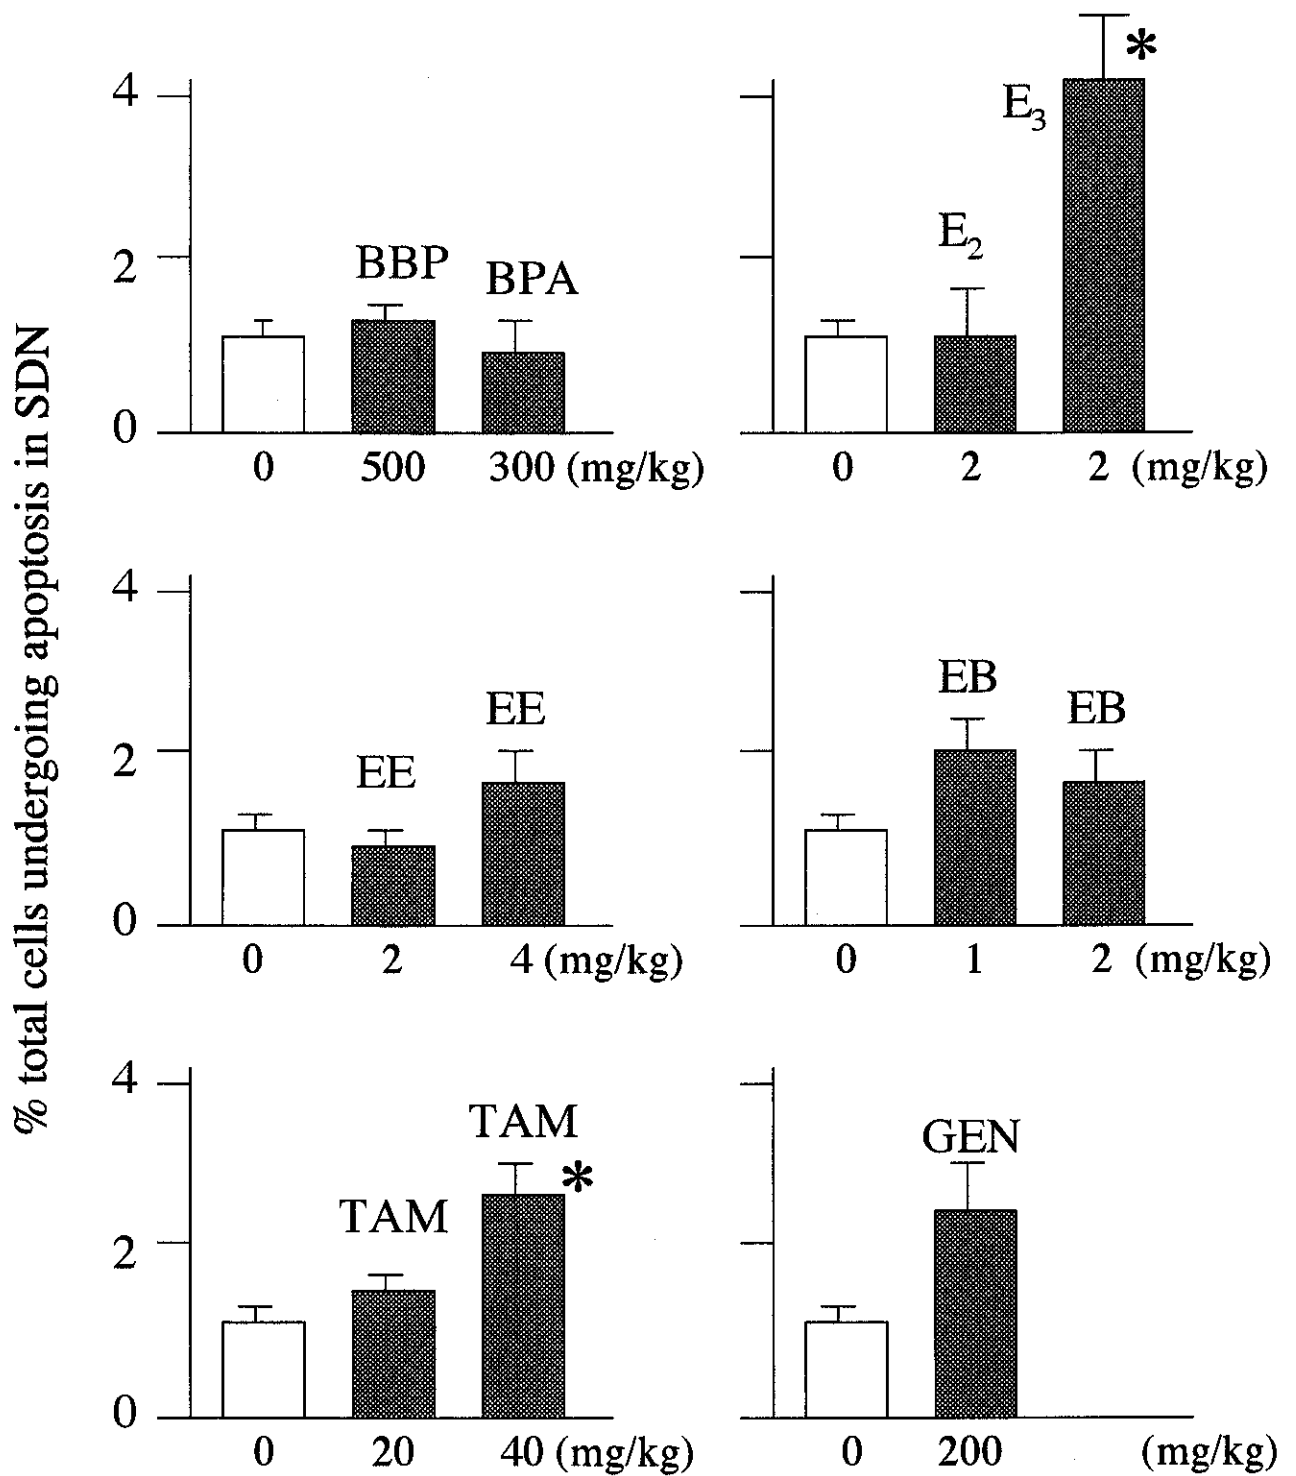 % total cells undergoing apoptosis in SDN
4
2
0
BBP
BPA
0 500 300 (mg/kg)
E3
*
E2
0 2 2 (mg/kg)
4
2
0
EE
EE
0 2 4 (mg/kg)
EB
EB
0 1 2 (mg/kg)
4
2
0
TAM
TAM
*
0 20 40 (mg/kg)
GEN
0 200 (mg/kg)